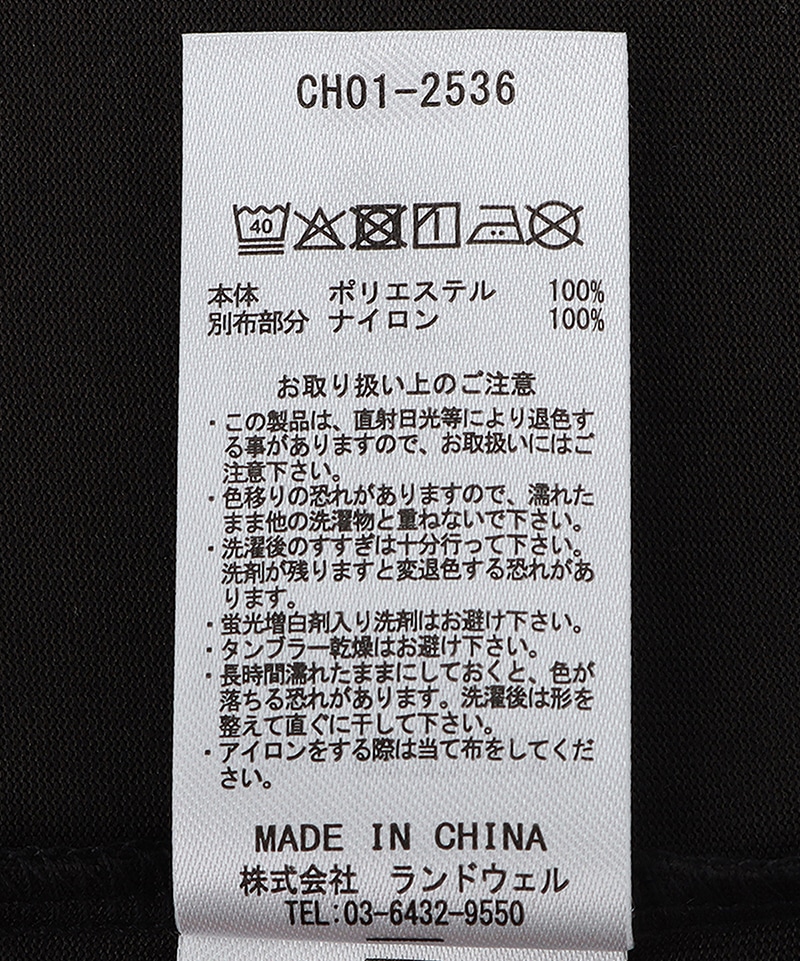 CH01-2536
40
本体 ポリエステル 100%
別布部分 ナイロン 100%
お取り扱い上のご注意
・この製品は、直射日光等により退色す
る事がありますので、お取扱いにはご
注意下さい。
・色移りの恐れがありますので、濡れた
まま他の洗濯物と重ねないで下さい。
・洗濯後のすすぎは十分行って下さい。
洗剤が残りますと変退色する恐れがあ
ります。
・蛍光増白剤入り洗剤はお避け下さい。
・タンブラー乾燥はお避け下さい。
・長時間濡れたままにしておくと、色が
落ちる恐れがあります。洗濯後は形を
整えて直ぐに干して下さい。
・アイロンをする際は当て布をしてくだ
さい。
MADE IN CHINA
株式会社 ランドウェル
TEL:03-6432-9550